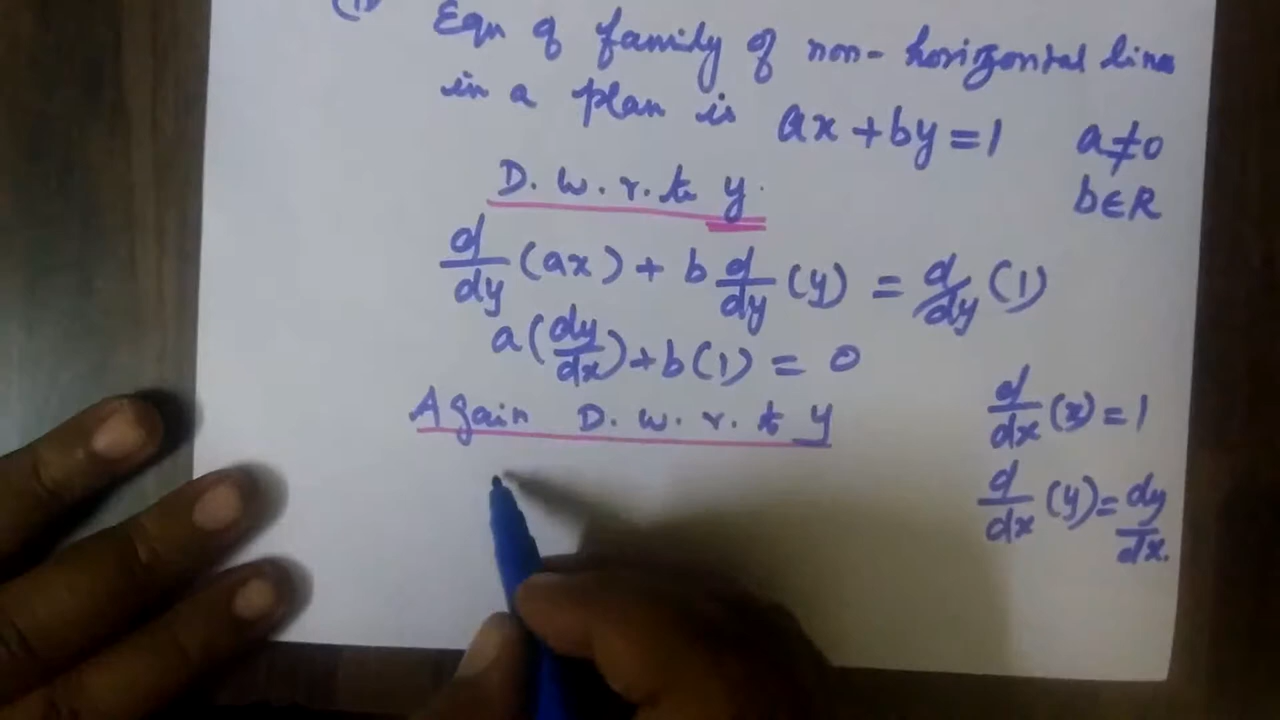 (1) Eqn of family of non-horizontal lines
in a plan is ax + by = 1 a ≠ 0
b ∈ R
D. w. r. to y.
d/dy (ax) + b d/dy (y) = d/dy (1)
a(dy/dx) + b(1) = 0
Again D. w. r. to y
d/dx (x) = 1
d/dx (y) = dy/dx.